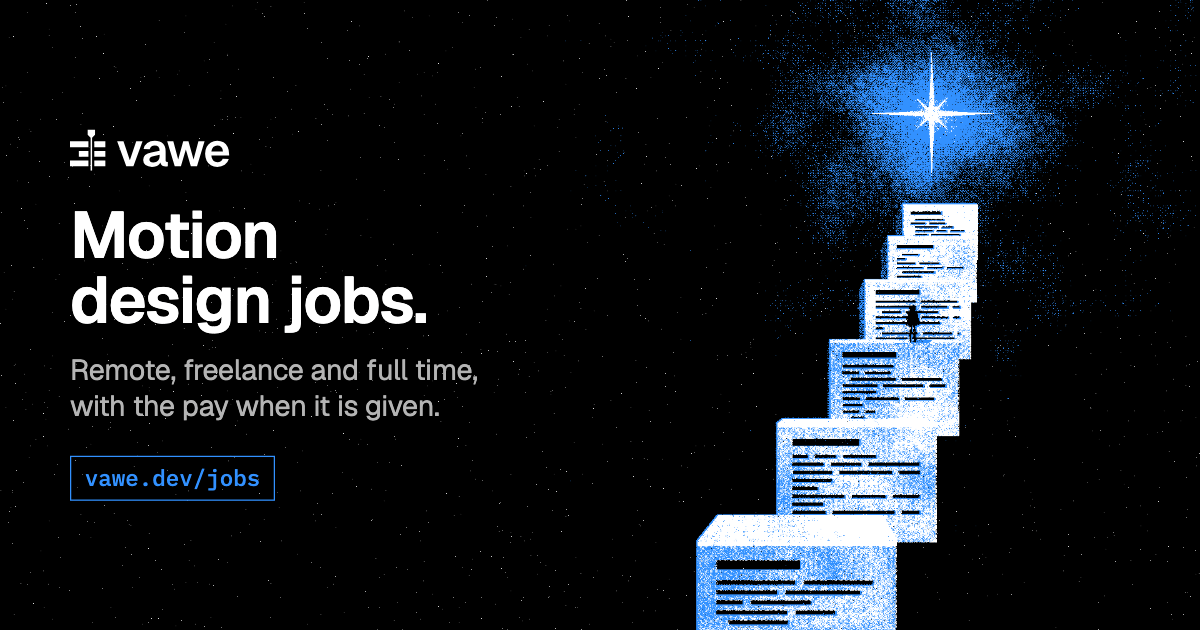 vawe
Motion
design jobs.
Remote, freelance and full time,
with the pay when it is given.
vawe.dev/jobs